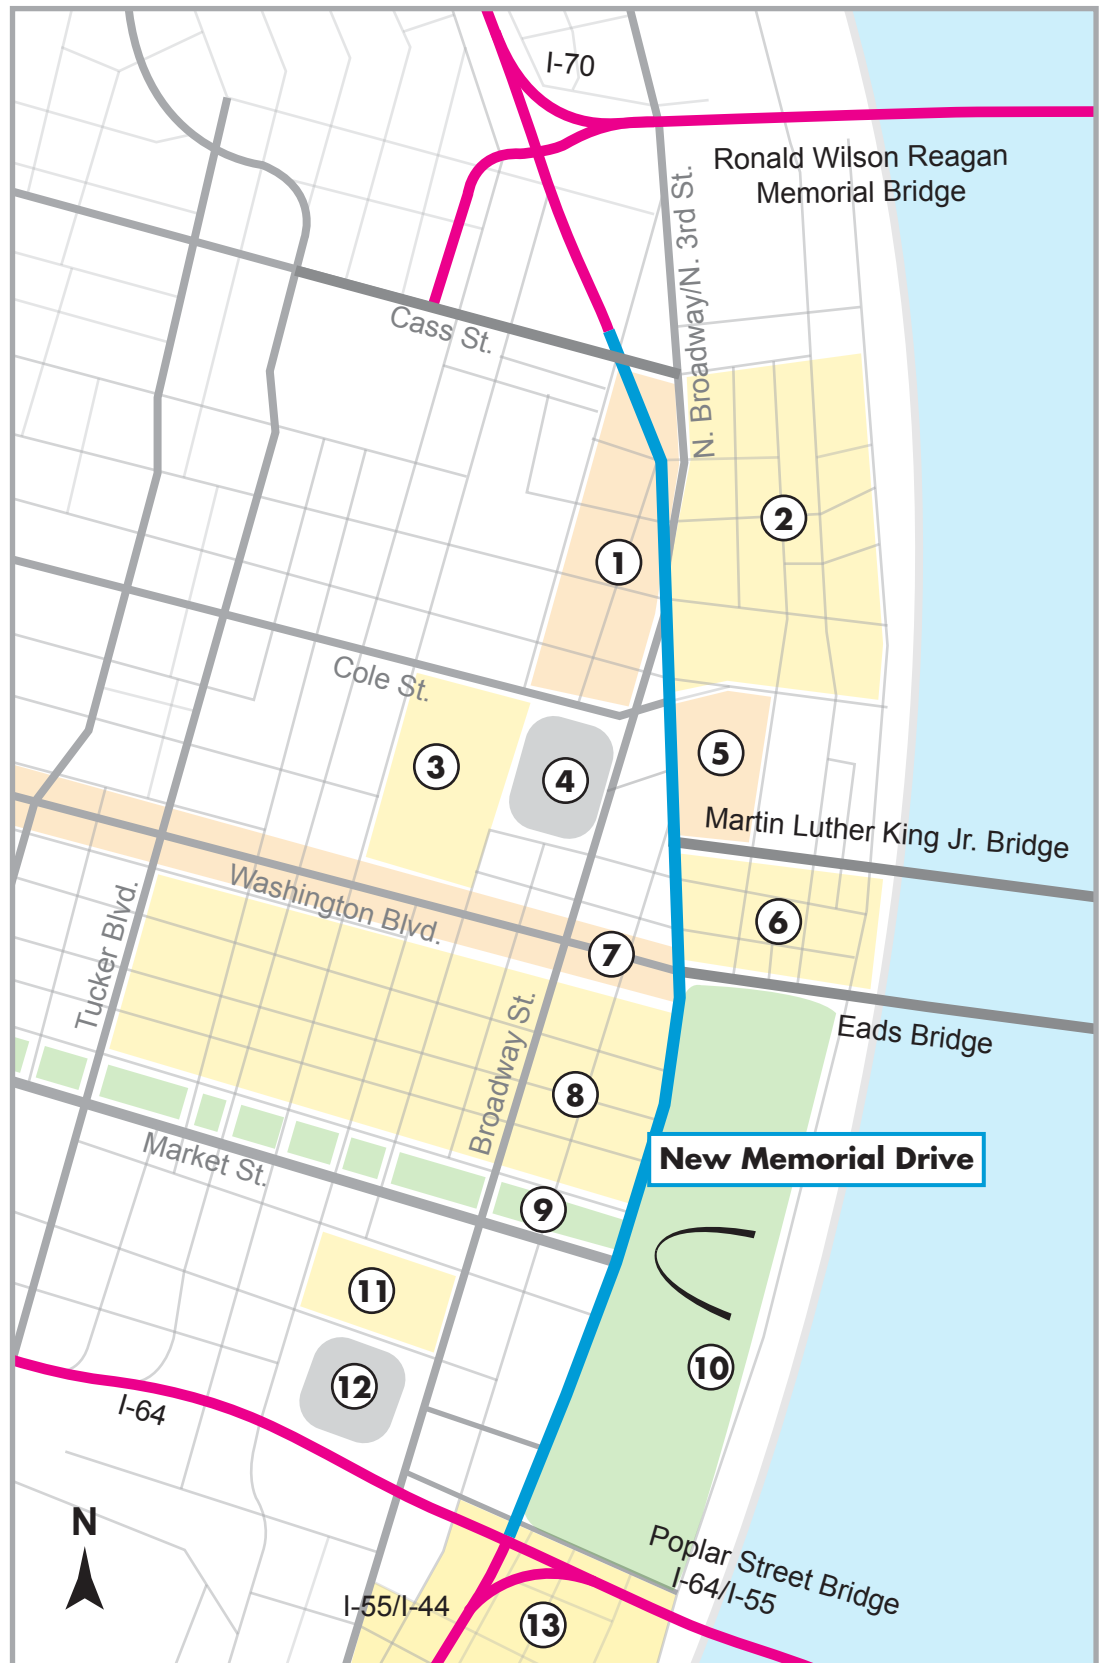 I-70
Ronald Wilson Reagan
Memorial Bridge
N. Broadway/N. 3rd St.
Cass St.
2
1
Cole St.
3
4
5
Martin Luther King Jr. Bridge
Washington Blvd.
Tucker Blvd.
6
7
Broadway St.
Eads Bridge
8
New Memorial Drive
Market St.
9
11
10
12
I-64
N
Poplar Street Bridge
I-64/I-55
I-55/I-44
13